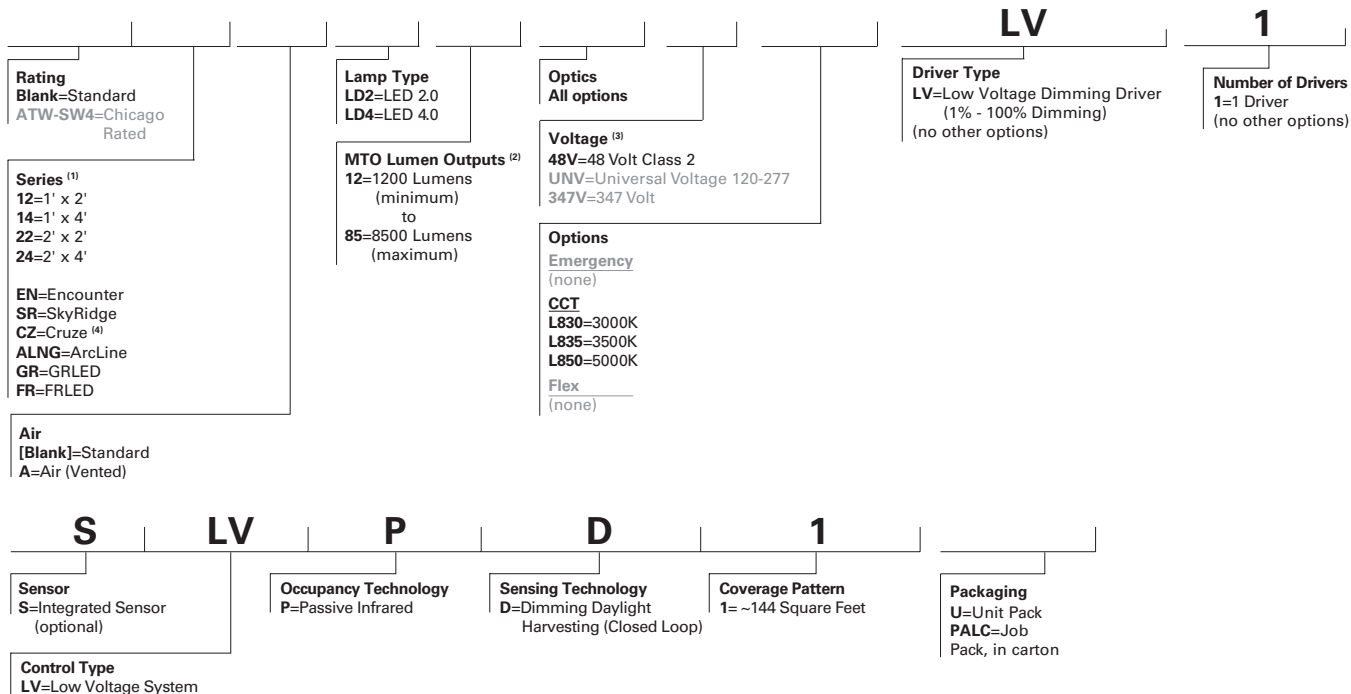 LV
1
Rating
Blank=Standard
ATW-SW4=Chicago
Rated
Series (1)
12=1' x 2'
14=1' x 4'
22=2' x 2'
24=2' x 4'
EN=Encounter
SR=SkyRidge
CZ=Cruze (4)
ALNG=ArcLine
GR=GRLED
FR=FRLED
Air
[Blank]=Standard
A=Air (Vented)
Lamp Type
LD2=LED 2.0
LD4=LED 4.0
MTO Lumen Outputs (2)
12=1200 Lumens
(minimum)
to
85=8500 Lumens
(maximum)
Optics
All options
Voltage (3)
48V=48 Volt Class 2
UNV=Universal Voltage 120-277
347V=347 Volt
Options
Emergency
(none)
CCT
L830=3000K
L835=3500K
L850=5000K
Flex
(none)
Driver Type
LV=Low Voltage Dimming Driver
(1% - 100% Dimming)
(no other options)
Number of Drivers
1=1 Driver
(no other options)
S
LV
P
D
1
Sensor
S=Integrated Sensor
(optional)
Control Type
LV=Low Voltage System
Occupancy Technology
P=Passive Infrared
Sensing Technology
D=Dimming Daylight
Harvesting (Closed Loop)
Coverage Pattern
1= ~144 Square Feet
Packaging
U=Unit Pack
PALC=Job
Pack, in carton